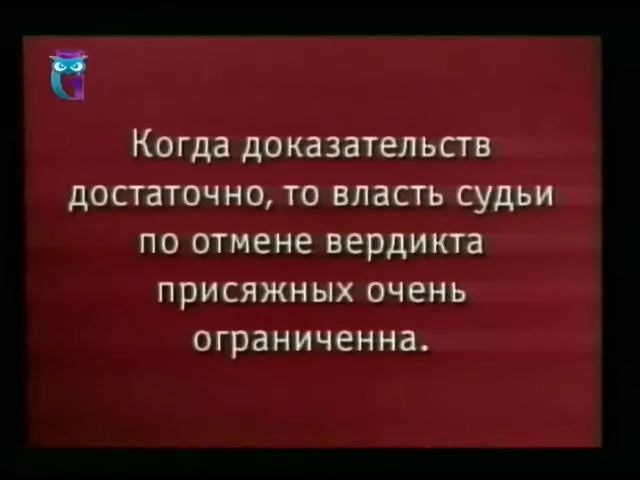 Когда доказательств
достаточно, то власть судьи
по отмене вердикта
присяжных очень
ограниченна.